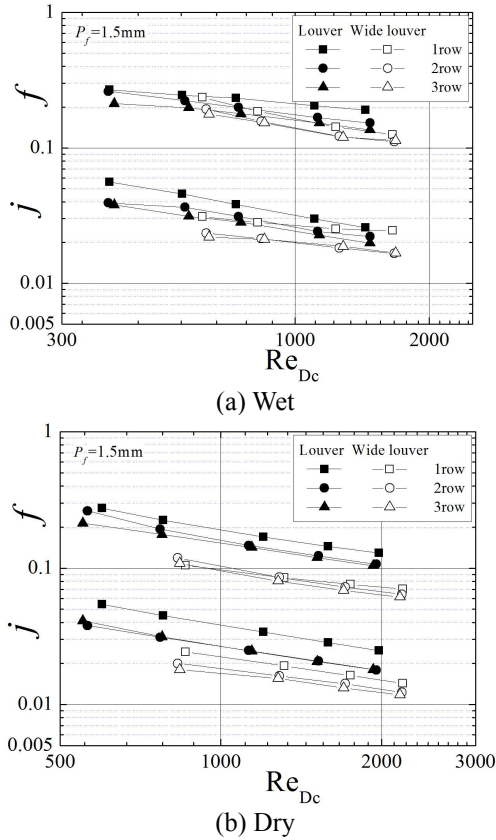 P_f=1.5mm
Louver Wide louver
1row
2row
3row
1
0.1
0.01
0.005
f
j
300 1000 2000
Re_Dc
(a) Wet
P_f=1.5mm
Louver Wide louver
1row
2row
3row
1
0.1
0.01
0.005
f
j
500 1000 2000 3000
Re_Dc
(b) Dry